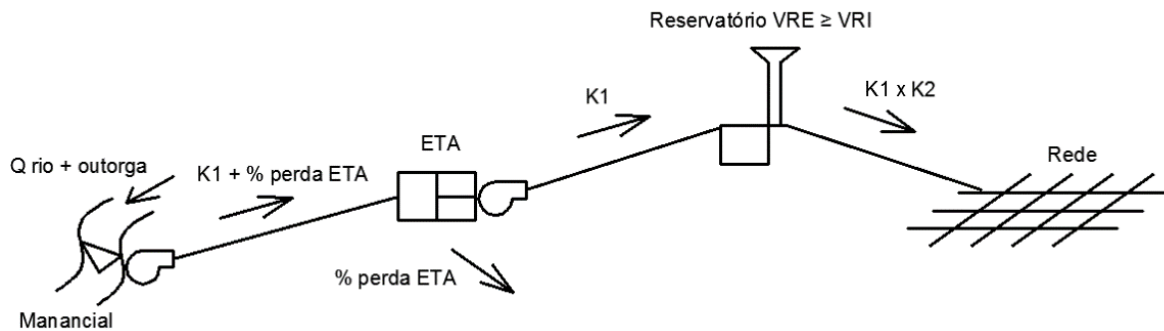 Reservatório VRE ≥ VRI
K1
K1 x K2
ETA
Rede
Q rio + outorga
K1 + % perda ETA
% perda ETA
Manancial